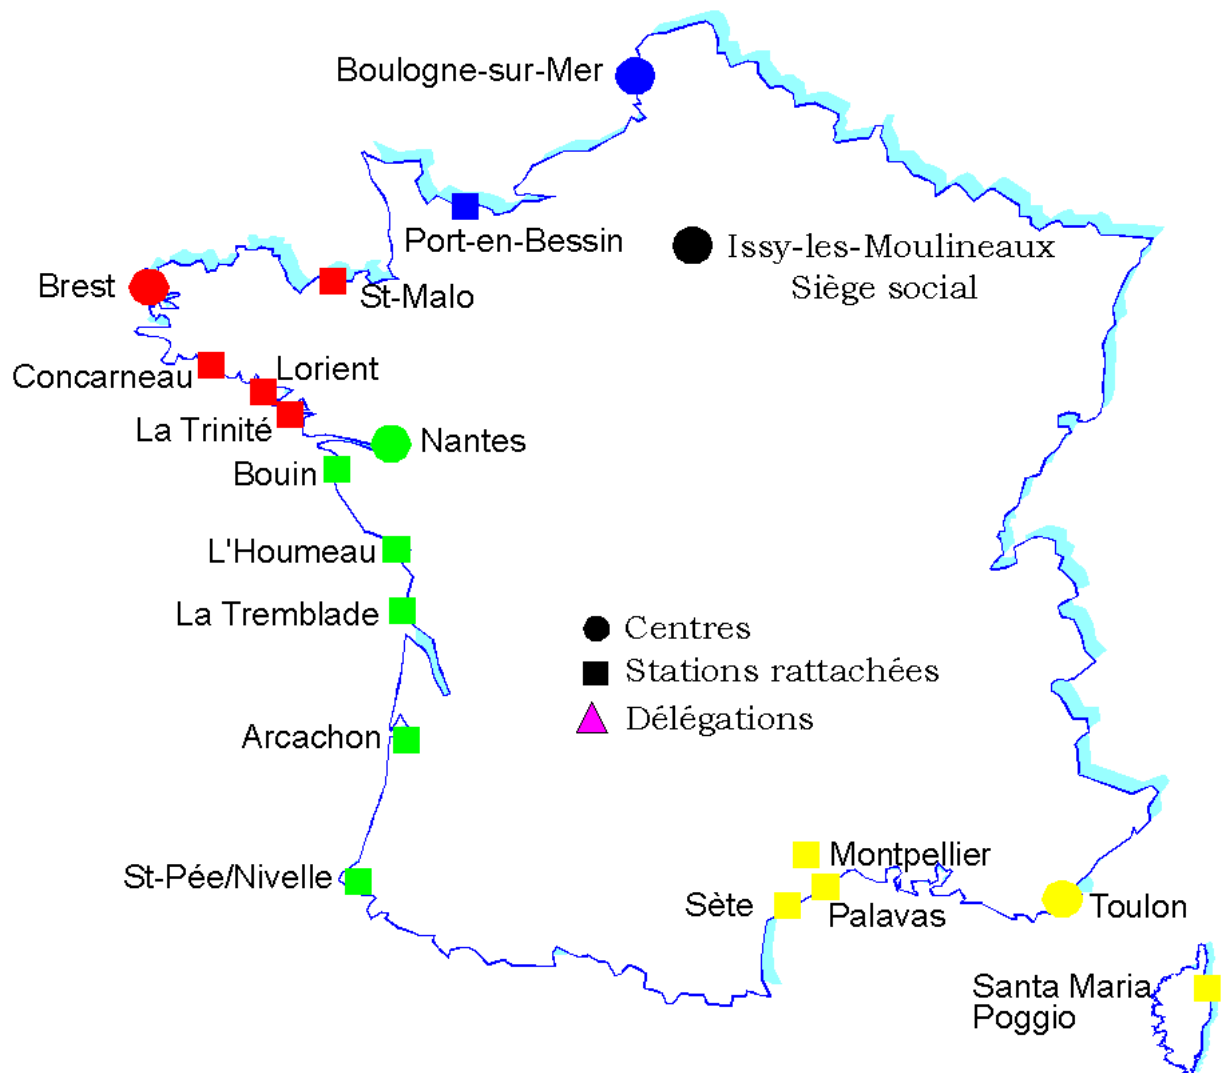 Boulogne-sur-Mer
Port-en-Bessin
Issy-les-Moulineaux
Siège social
Brest
St-Malo
Concarneau
Lorient
La Trinité
Nantes
Bouin
L'Houmeau
La Tremblade
Centres
Stations rattachées
Délégations
Arcachon
St-Pée/Nivelle
Montpellier
Sète
Palavas
Toulon
Santa Maria
Poggio